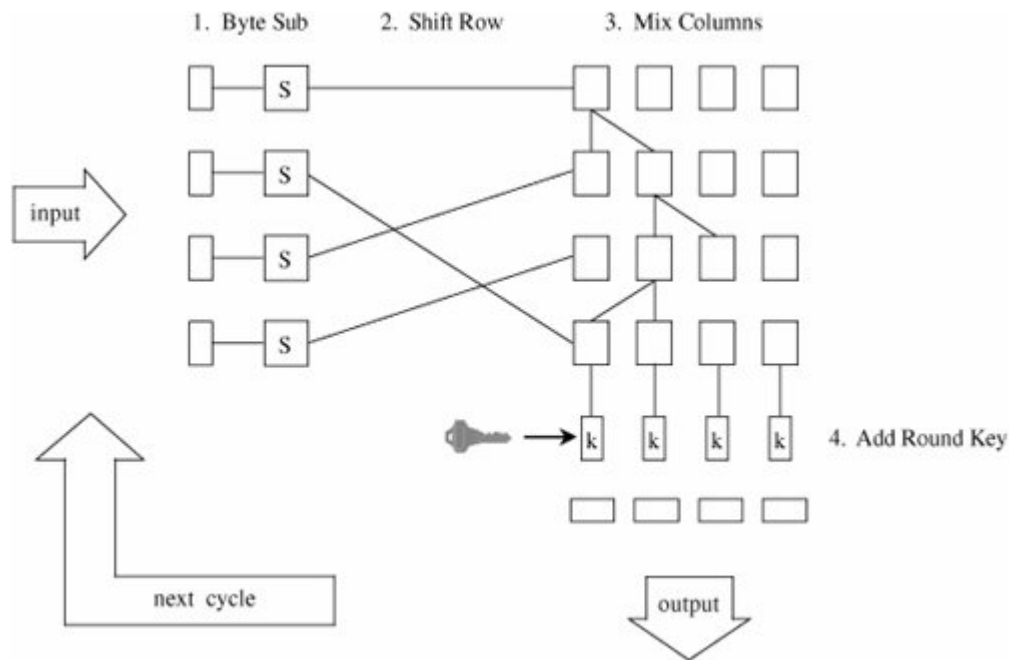 1. Byte Sub
2. Shift Row
3. Mix Columns
S
S
input
S
S
k k k k
4. Add Round Key
next cycle
output